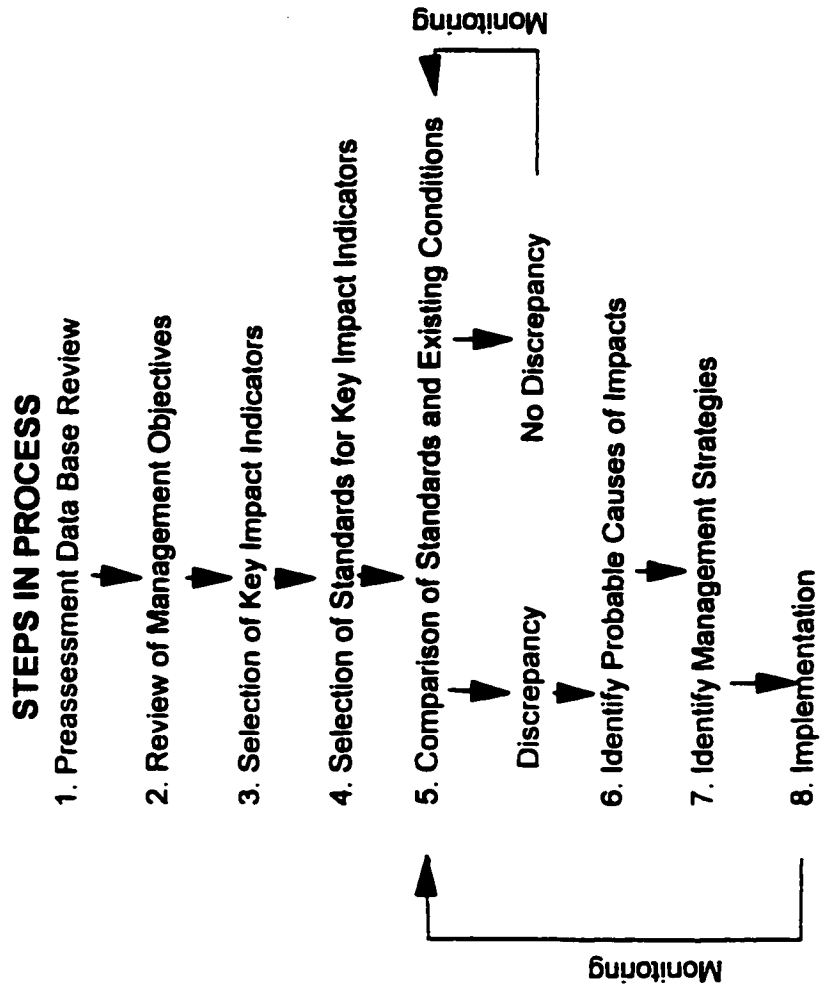 STEPS IN PROCESS
1. Preassessment Data Base Review
2. Review of Management Objectives
3. Selection of Key Impact Indicators
4. Selection of Standards for Key Impact Indicators
5. Comparison of Standards and Existing Conditions
Discrepancy
No Discrepancy
Monitoring
6. Identify Probable Causes of Impacts
7. Identify Management Strategies
8. Implementation
Monitoring